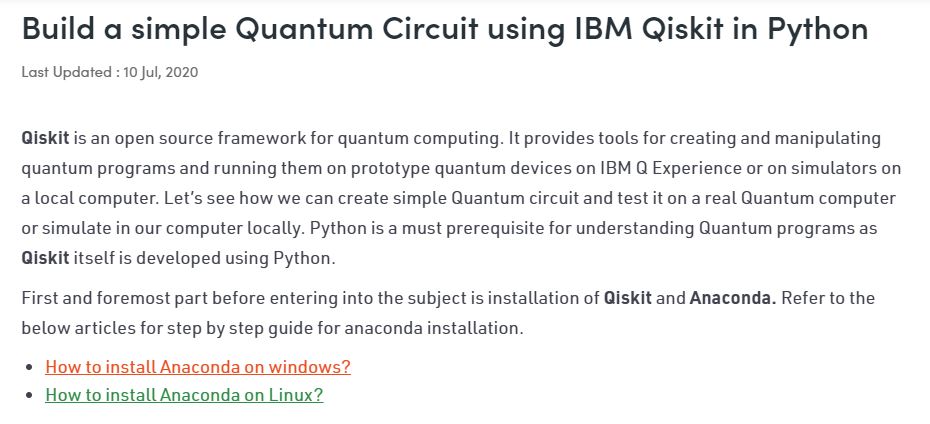 Build a simple Quantum Circuit using IBM Qiskit in Python
Last Updated : 10 Jul, 2020
Qiskit is an open source framework for quantum computing. It provides tools for creating and manipulating
quantum programs and running them on prototype quantum devices on IBM Q Experience or on simulators on
a local computer. Let’s see how we can create simple Quantum circuit and test it on a real Quantum computer
or simulate in our computer locally. Python is a must prerequisite for understanding Quantum programs as
Qiskit itself is developed using Python.
First and foremost part before entering into the subject is installation of Qiskit and Anaconda. Refer to the
below articles for step by step guide for anaconda installation.
• How to install Anaconda on windows?
• How to install Anaconda on Linux?